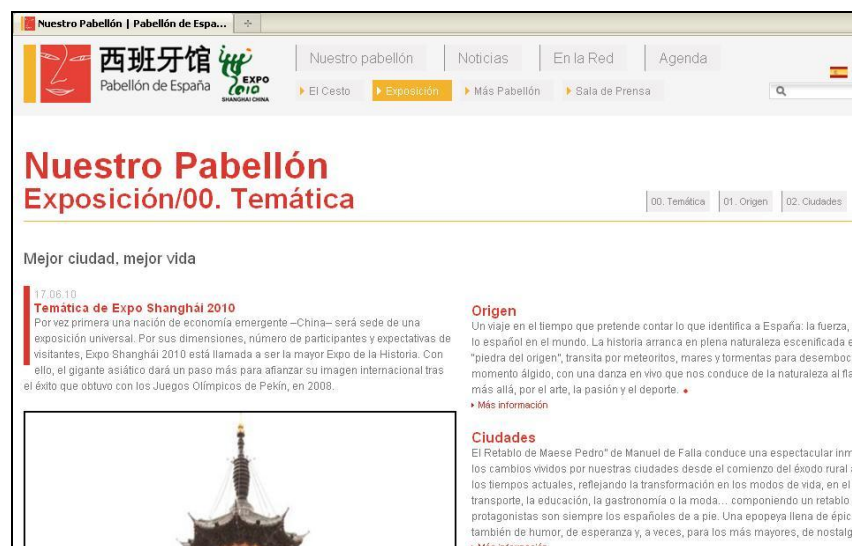 Nuestro Pabellón | Pabellón de Espa...
西班牙馆
Pabellón de España
EXPO
2010
SHANGHAI CHINA
Nuestro pabellón
Noticias
En la Red
Agenda
El Cesto
Exposición
Más Pabellón
Sala de Prensa
Nuestro Pabellón
Exposición/00. Temática
00. Temática
01. Origen
02. Ciudades
Mejor ciudad, mejor vida
17.06.10
Temática de Expo Shanghái 2010
Por vez primera una nación de economía emergente –China– será sede de una
exposición universal. Por sus dimensiones, número de participantes y expectativas de
visitantes, Expo Shanghái 2010 está llamada a ser la mayor Expo de la Historia. Con
ello, el gigante asiático dará un paso más para afianzar su imagen internacional tras
el éxito que obtuvo con los Juegos Olímpicos de Pekín, en 2008.
Origen
Un viaje en el tiempo que pretende contar lo que identifica a España: la fuerza,
lo español en el mundo. La historia arranca en plena naturaleza escenificada e
"piedra del origen", transita por meteoritos, mares y tormentas para desemboc
momento álgido, con una danza en vivo que nos conduce de la naturaleza al fla
más allá, por el arte, la pasión y el deporte.
Más información
Ciudades
El Retablo de Maese Pedro" de Manuel de Falla conduce una espectacular inm
los cambios vividos por nuestras ciudades desde el comienzo del éxodo rural a
los tiempos actuales, reflejando la transformación en los modos de vida, en el
transporte, la educación, la gastronomía o la moda... componiendo un retablo
protagonistas son siempre los españoles de a pie. Una epopeya llena de épic
también de humor, de esperanza y, a veces, para los más mayores, de nostalg
Más información